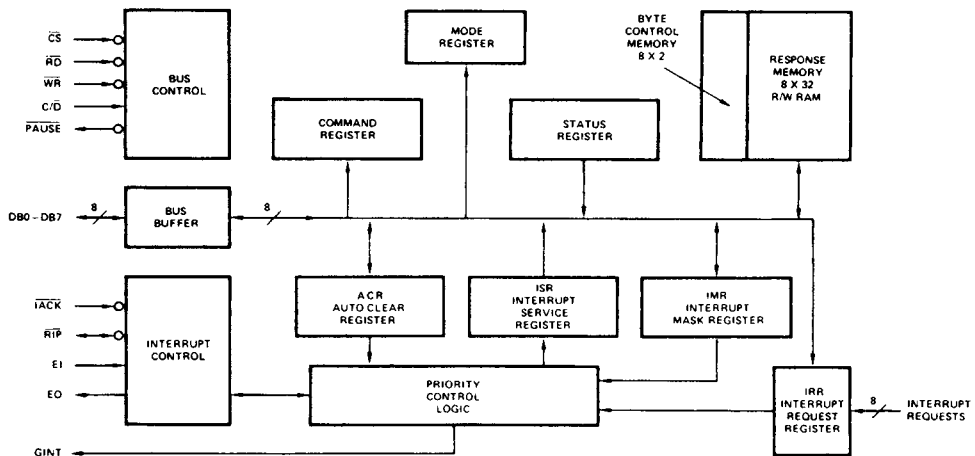 CS
RD
WR
C/D
PAUSE
BUS
CONTROL
MODE
REGISTER
COMMAND
REGISTER
STATUS
REGISTER
BYTE
CONTROL
MEMORY
8 X 2
RESPONSE
MEMORY
8 X 32
R/W RAM
DB0 - DB7
8
BUS
BUFFER
8
IACK
RIP
EI
EO
INTERRUPT
CONTROL
ACR
AUTO CLEAR
REGISTER
ISR
INTERRUPT
SERVICE
REGISTER
IMR
INTERRUPT
MASK REGISTER
PRIORITY
CONTROL
LOGIC
IRR
INTERRUPT
REQUEST
REGISTER
8
INTERRUPT
REQUESTS
GINT